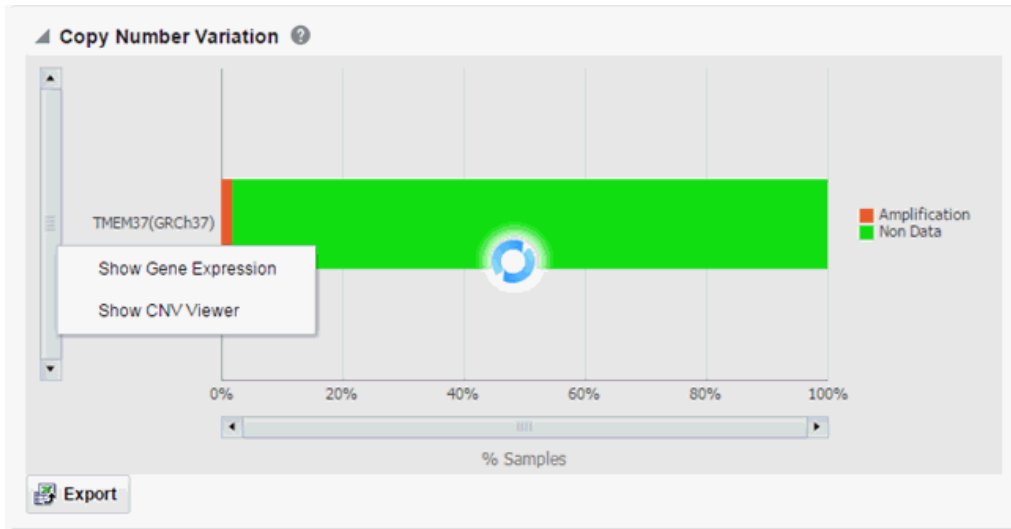 Copy Number Variation
TMEM37(GRCh37)
Amplification
Non Data
Show Gene Expression
Show CNV Viewer
0% 20% 40% 60% 80% 100%
% Samples
Export